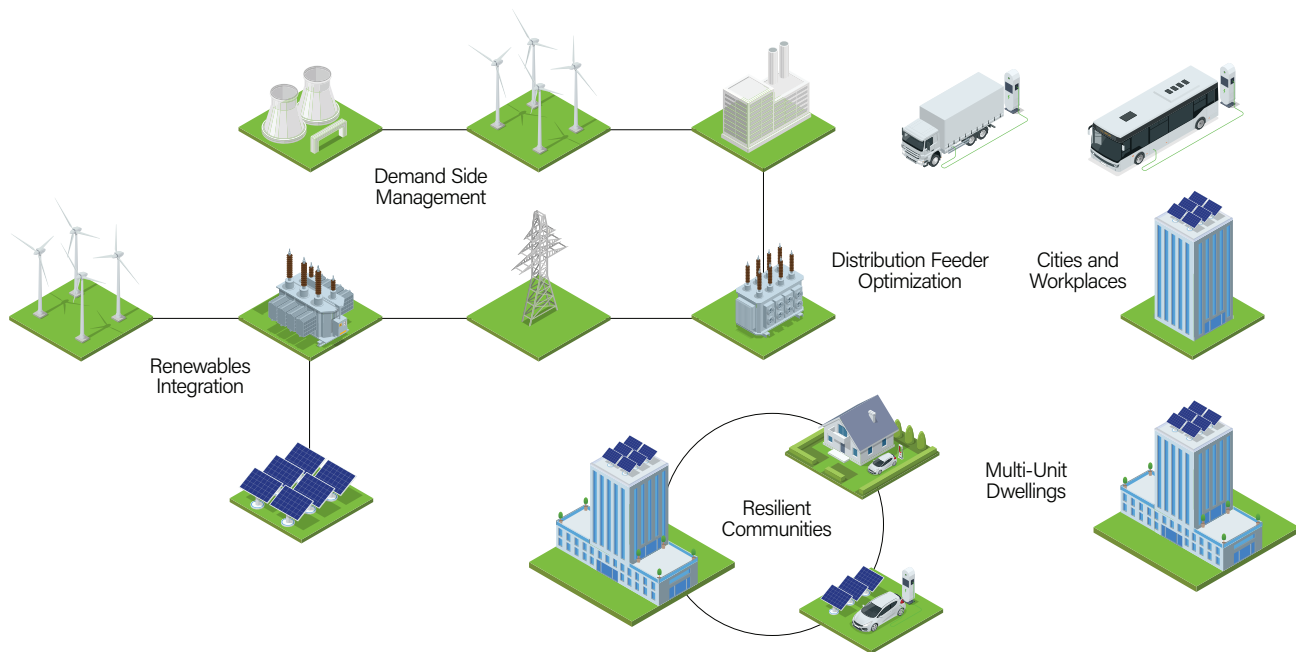 Demand Side
Management
Distribution Feeder
Optimization
Cities and
Workplaces
Renewables
Integration
Resilient
Communities
Multi-Unit
Dwellings